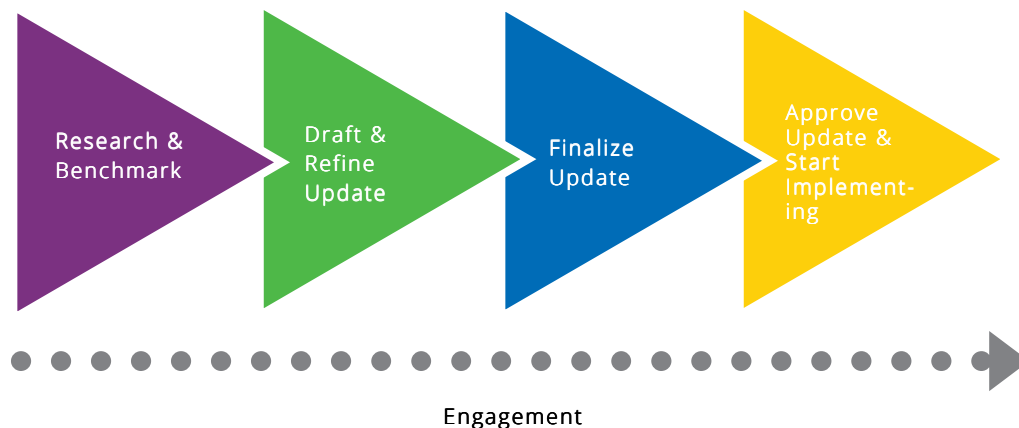 Research &
Benchmark
Draft &
Refine
Update
Finalize
Update
Approve
Update &
Start
Implement-
ing
Engagement